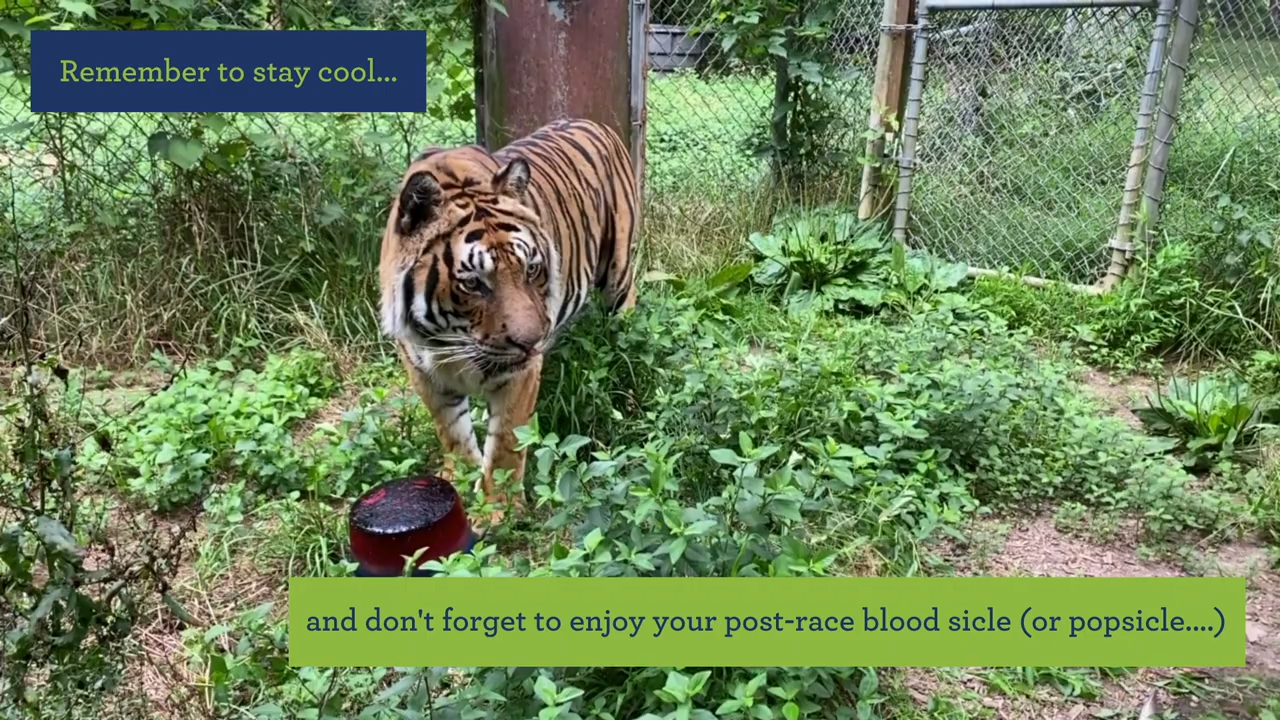 Remember to stay cool...
and don't forget to enjoy your post-race blood sicle (or popsicle....)